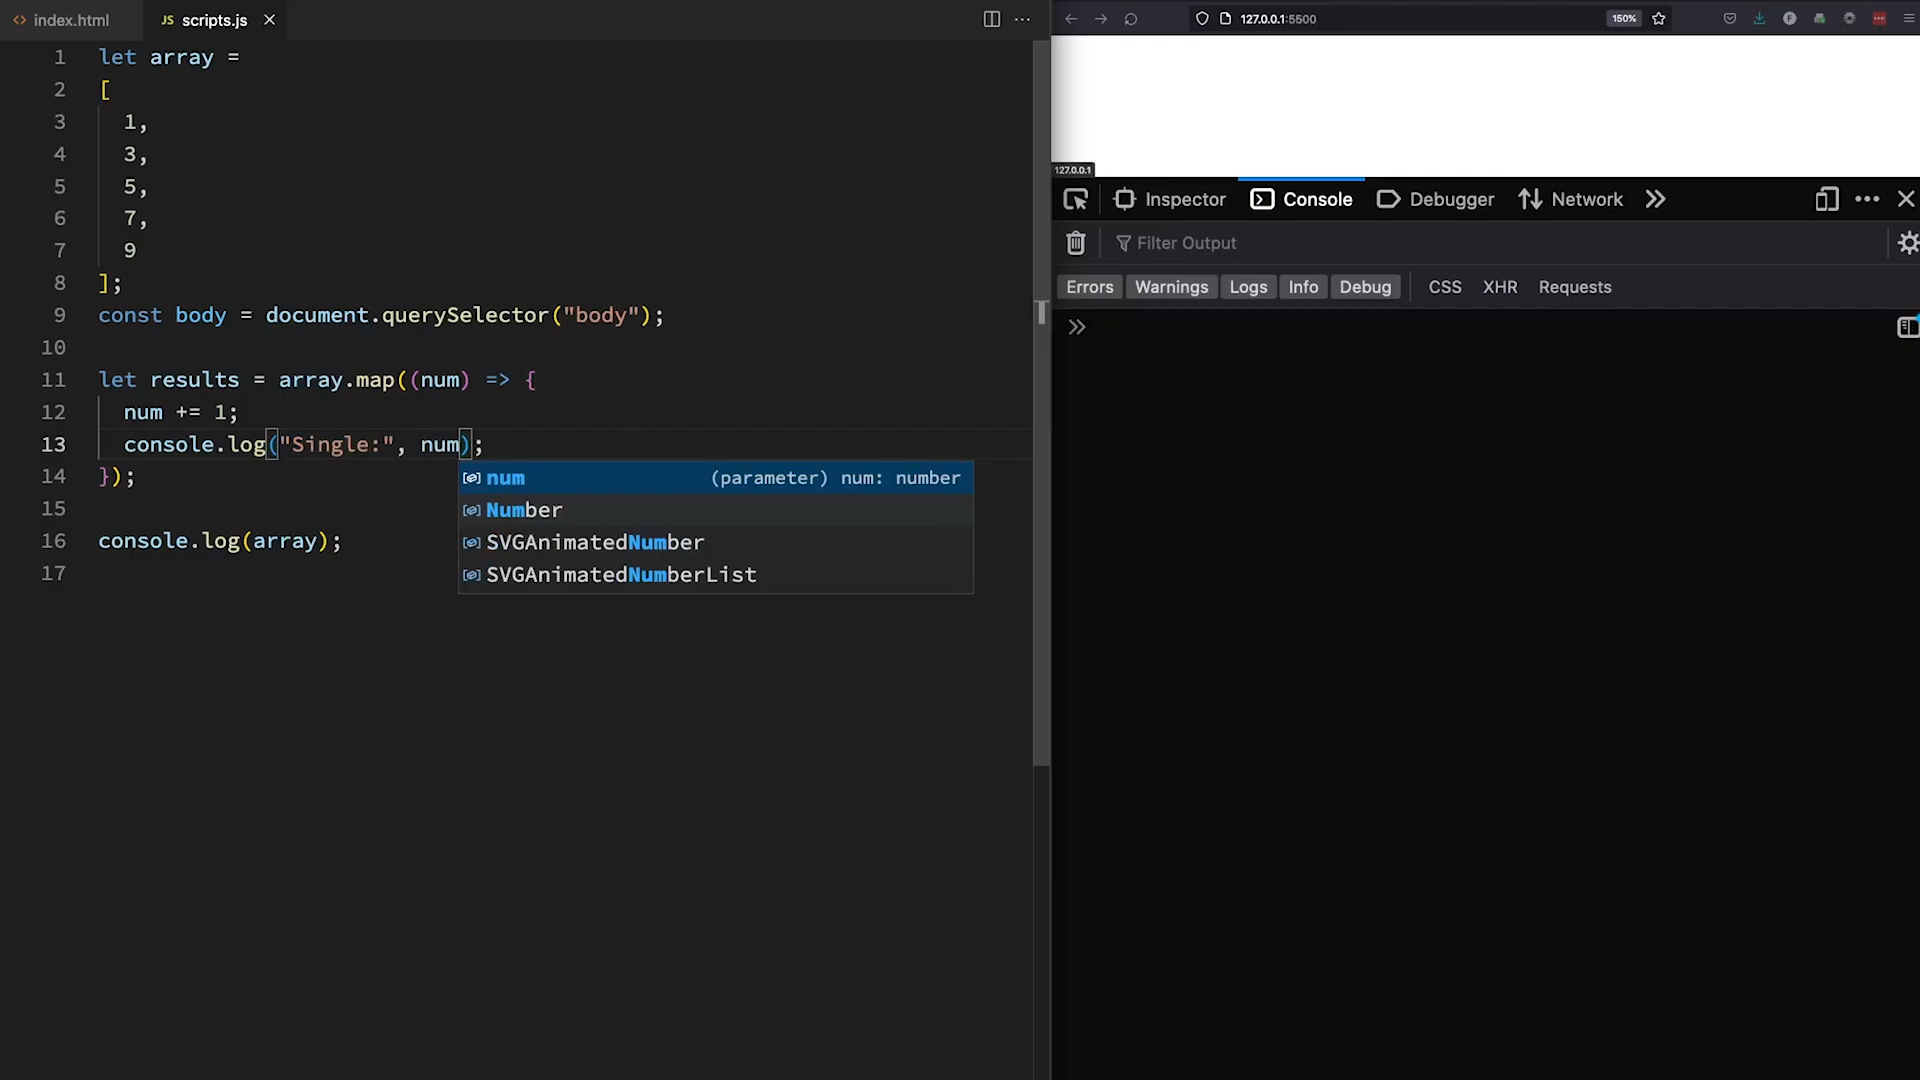 index.html
JS scripts.js
127.0.0.1:5500
150%
1 let array =
2 [
3 1,
4 3,
5 5,
6 7,
7 9
8 ];
9 const body = document.querySelector("body");
10
11 let results = array.map((num) => {
12 num += 1;
13 console.log("Single:", num);
14 });
15
16 console.log(array);
17
num (parameter) num: number
Number
SVGAnimatedNumber
SVGAnimatedNumberList
127.0.0.1
Inspector Console Debugger Network
Filter Output
Errors Warnings Logs Info Debug CSS XHR Requests